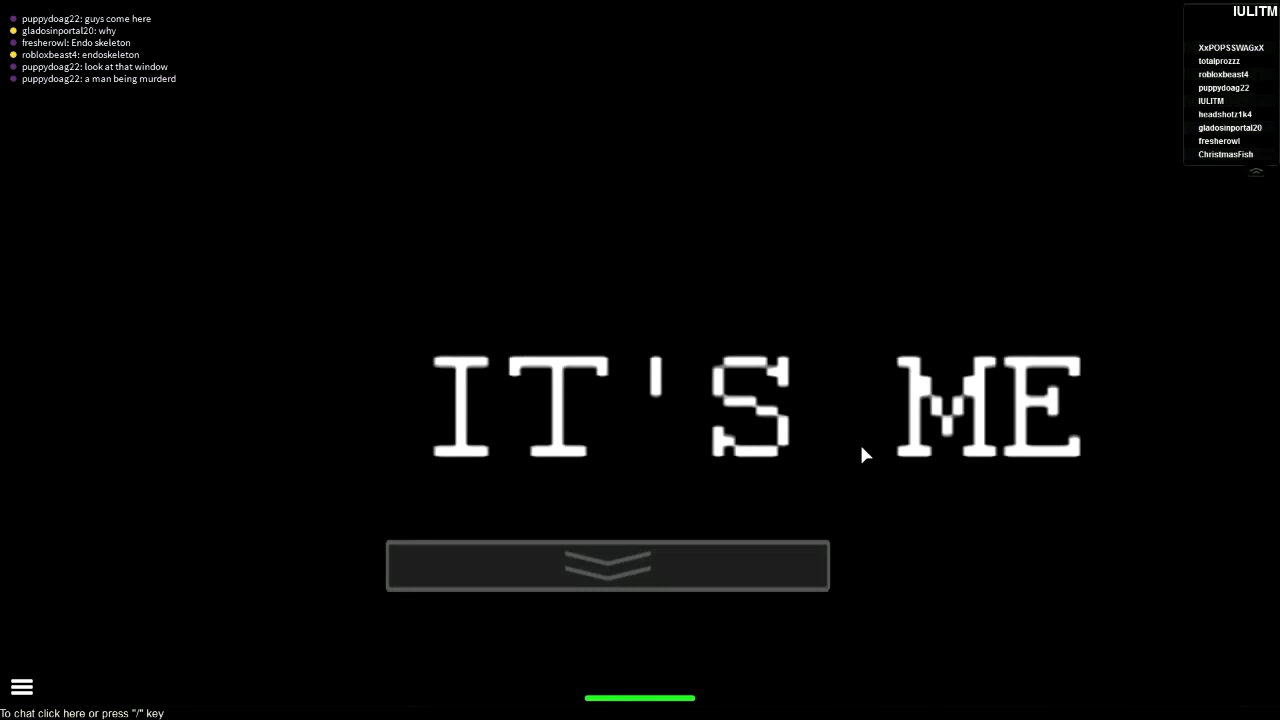 puppydoag22: guys come here
gladosinportal20: why
fresherowl: Endo skeleton
robloxbeast4: endoskeleton
puppydoag22: look at that window
puppydoag22: a man being murderd
IULITM
XxPOPSSWAGxX
totalprozzz
robloxbeast4
puppydoag22
IULITM
headshotz1k4
gladosinportal20
fresherowl
ChristmasFish
IT'S ME
To chat click here or press "/" key